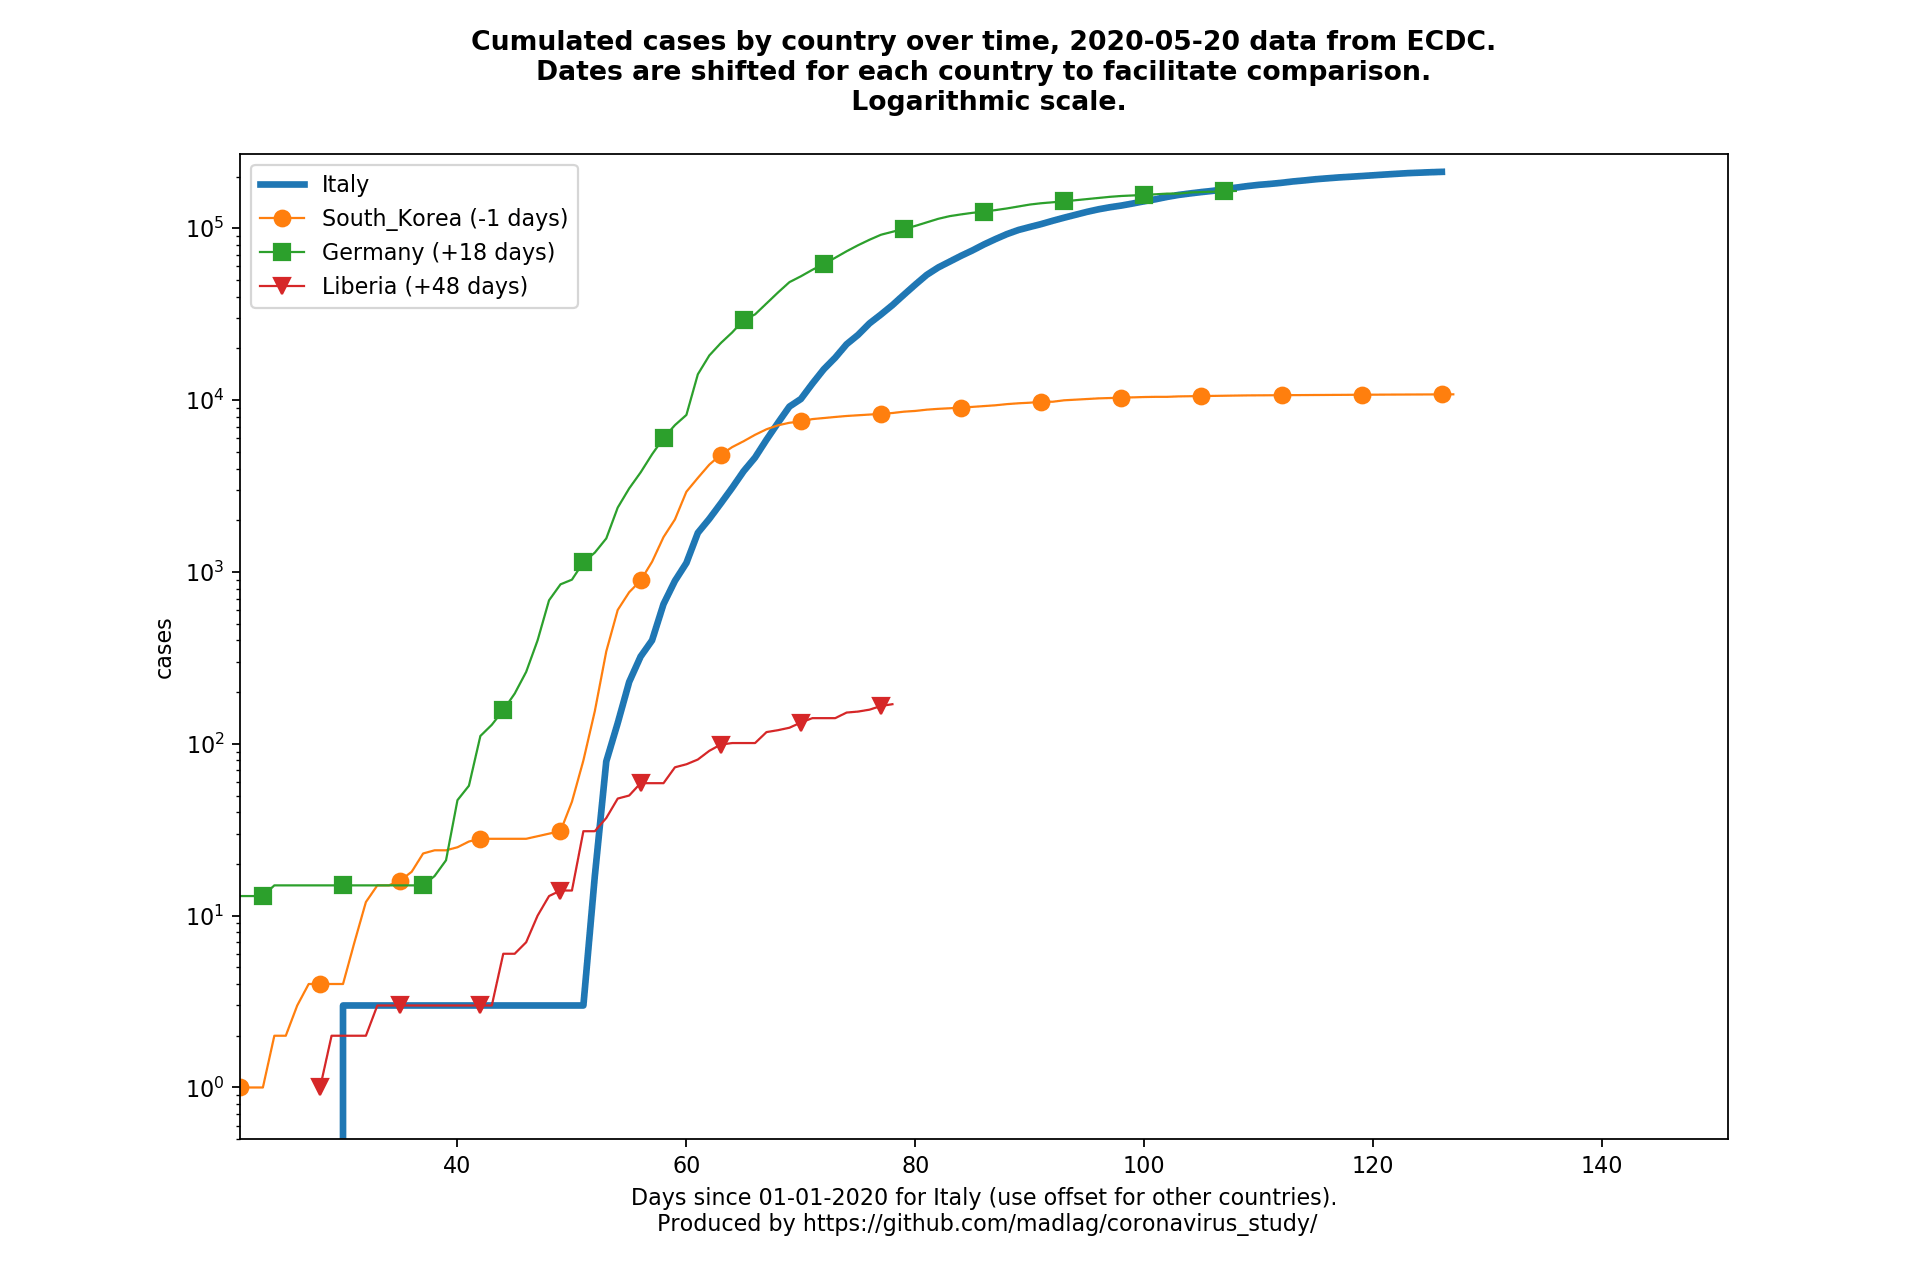 Cumulated cases by country over time, 2020-05-20 data from ECDC.
Dates are shifted for each country to facilitate comparison.
Logarithmic scale.
Italy
South_Korea (-1 days)
Germany (+18 days)
Liberia (+48 days)
10^5
10^4
10^3
10^2
10^1
10^0
cases
40 60 80 100 120 140
Days since 01-01-2020 for Italy (use offset for other countries).
Produced by https://github.com/madlag/coronavirus_study/